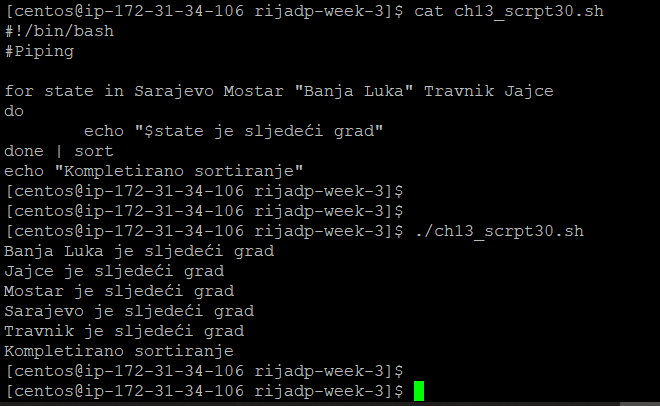 [centos@ip-172-31-34-106 rijadp-week-3]$ cat ch13_scrpt30.sh
#!/bin/bash
#Piping

for state in Sarajevo Mostar "Banja Luka" Travnik Jajce
do
        echo "$state je sljedeći grad"
done | sort
echo "Kompletirano sortiranje"
[centos@ip-172-31-34-106 rijadp-week-3]$
[centos@ip-172-31-34-106 rijadp-week-3]$
[centos@ip-172-31-34-106 rijadp-week-3]$ ./ch13_scrpt30.sh
Banja Luka je sljedeći grad
Jajce je sljedeći grad
Mostar je sljedeći grad
Sarajevo je sljedeći grad
Travnik je sljedeći grad
Kompletirano sortiranje
[centos@ip-172-31-34-106 rijadp-week-3]$
[centos@ip-172-31-34-106 rijadp-week-3]$